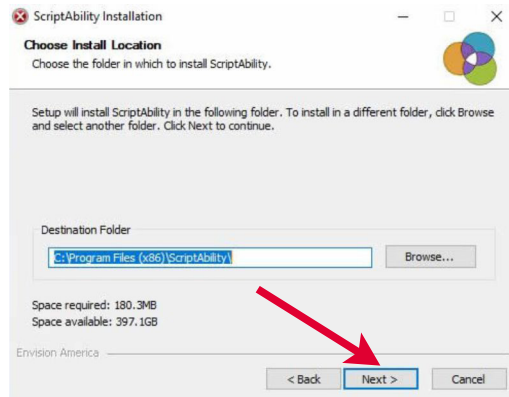 ScriptAbility Installation
Choose Install Location
Choose the folder in which to install ScriptAbility.
Setup will install ScriptAbility in the following folder. To install in a different folder, click Browse
and select another folder. Click Next to continue.
Destination Folder
C:\Program Files (x86)\ScriptAbility\
Browse...
Space required: 180.3MB
Space available: 397.1GB
Envision America
< Back Next > Cancel